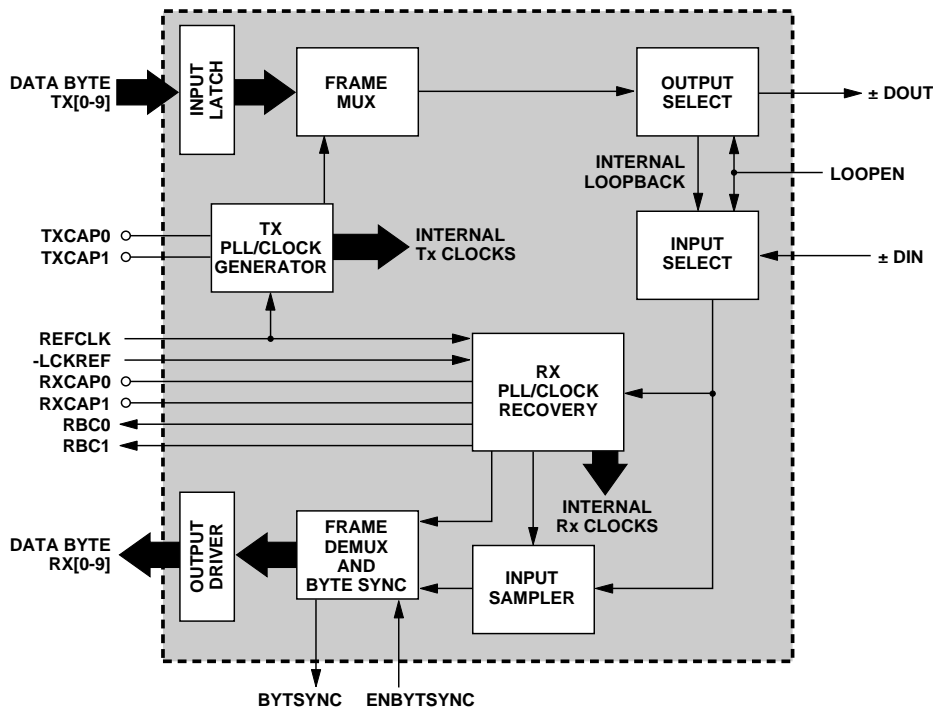 DATA BYTE
TX[0-9]
INPUT
LATCH
FRAME
MUX
OUTPUT
SELECT
± DOUT
INTERNAL
LOOPBACK
LOOPEN
TXCAP0
TXCAP1
TX
PLL/CLOCK
GENERATOR
INTERNAL
Tx CLOCKS
INPUT
SELECT
± DIN
REFCLK
-LCKREF
RXCAP0
RXCAP1
RBC0
RBC1
RX
PLL/CLOCK
RECOVERY
INTERNAL
Rx CLOCKS
DATA BYTE
RX[0-9]
OUTPUT
DRIVER
FRAME
DEMUX
AND
BYTE SYNC
INPUT
SAMPLER
BYTSYNC
ENBYTSYNC